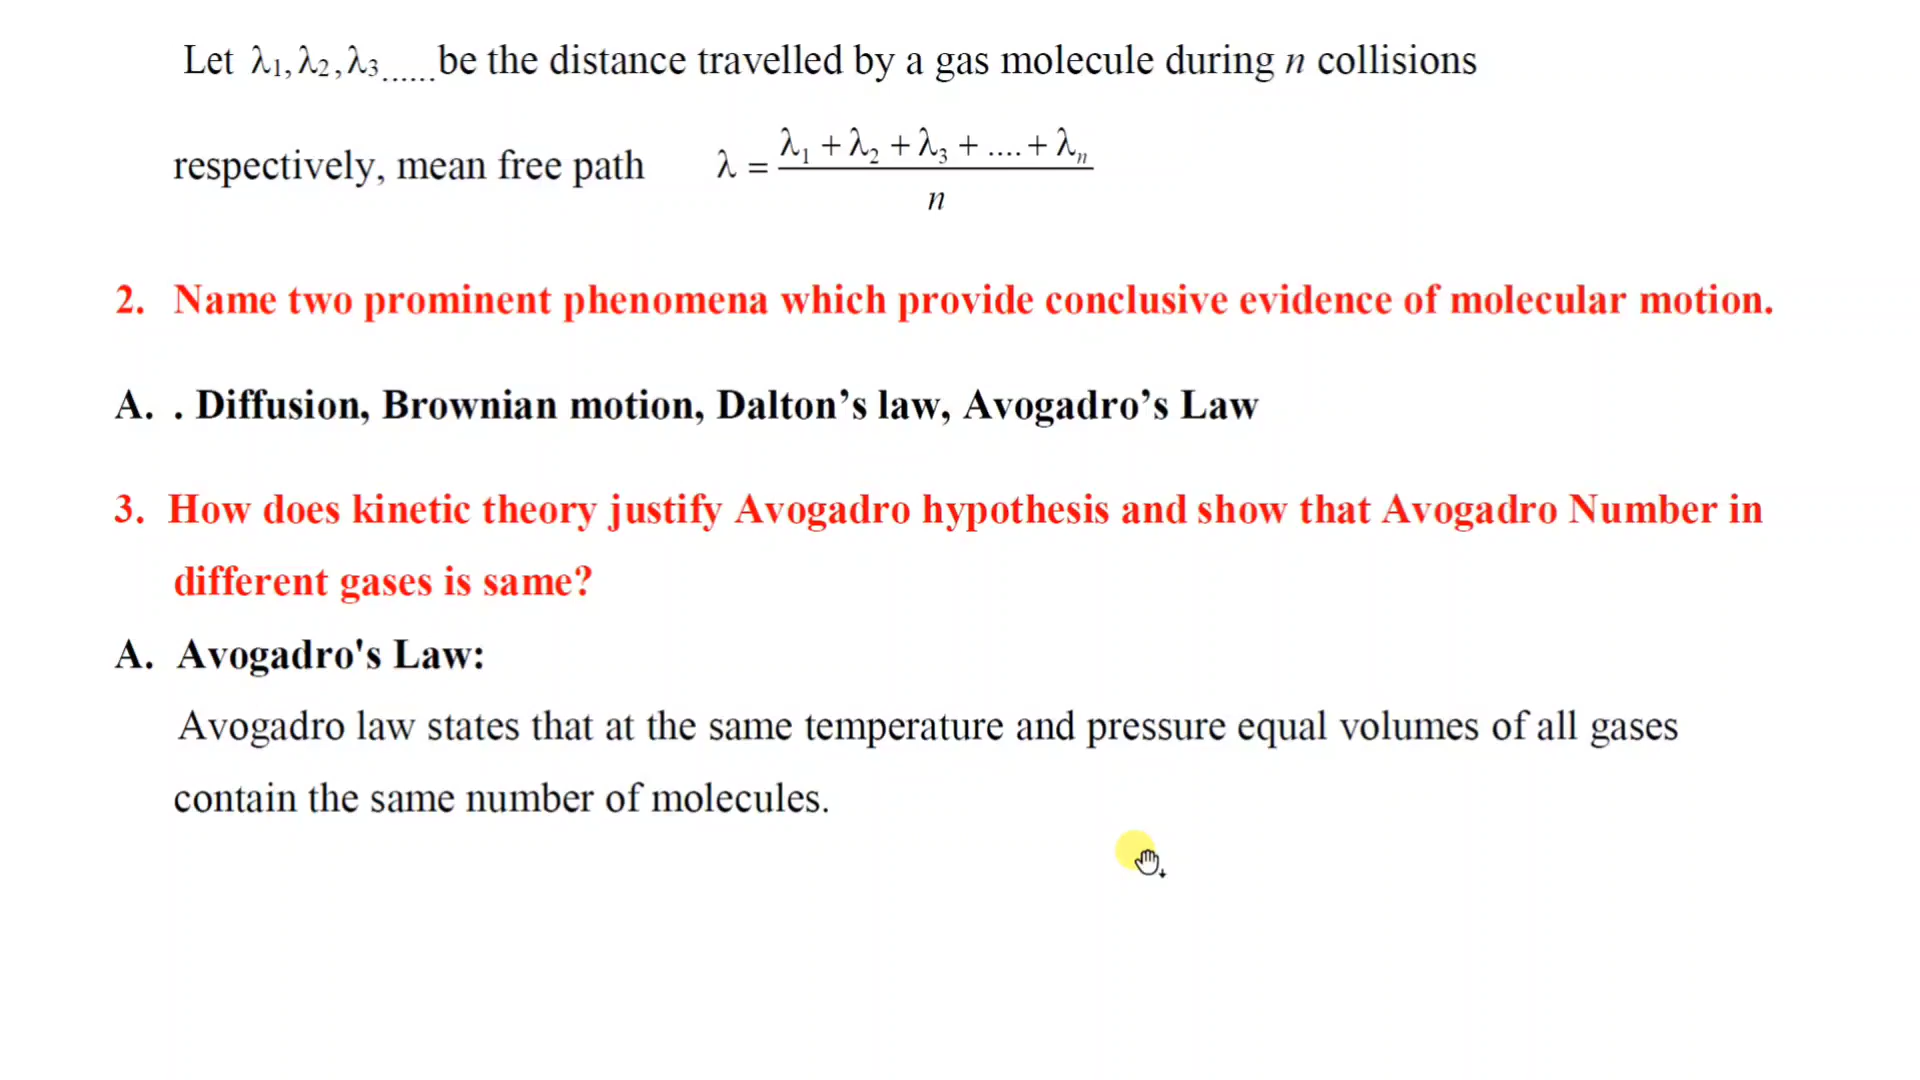 Let λ1,λ2,λ3......be the distance travelled by a gas molecule during n collisions
respectively, mean free path λ = (λ₁ + λ₂ + λ₃ + .... + λₙ) / n
2. Name two prominent phenomena which provide conclusive evidence of molecular motion.
A. . Diffusion, Brownian motion, Dalton’s law, Avogadro’s Law
3. How does kinetic theory justify Avogadro hypothesis and show that Avogadro Number in
different gases is same?
A. Avogadro's Law:
Avogadro law states that at the same temperature and pressure equal volumes of all gases
contain the same number of molecules.